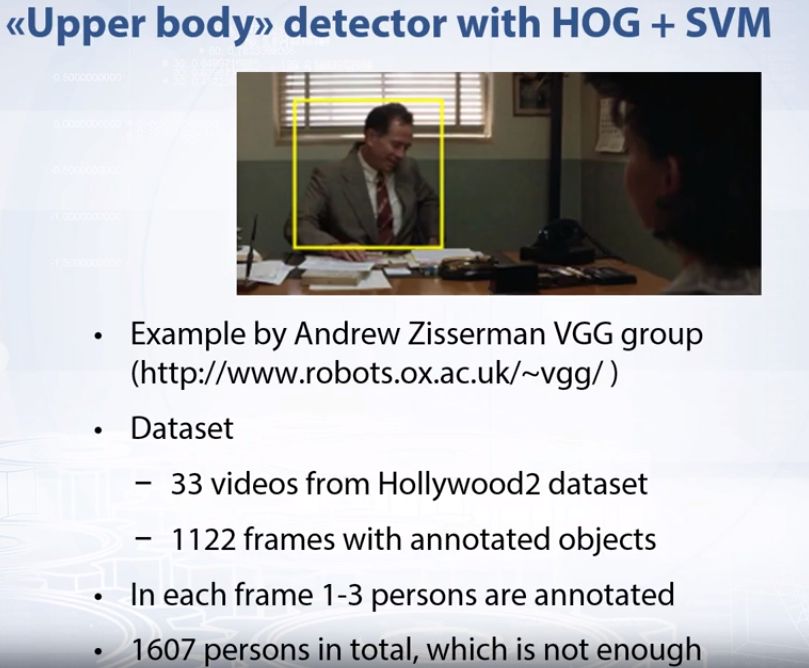 «Upper body» detector with HOG + SVM
• Example by Andrew Zisserman VGG group
(http://www.robots.ox.ac.uk/~vgg/ )
• Dataset
– 33 videos from Hollywood2 dataset
– 1122 frames with annotated objects
• In each frame 1-3 persons are annotated
• 1607 persons in total, which is not enough